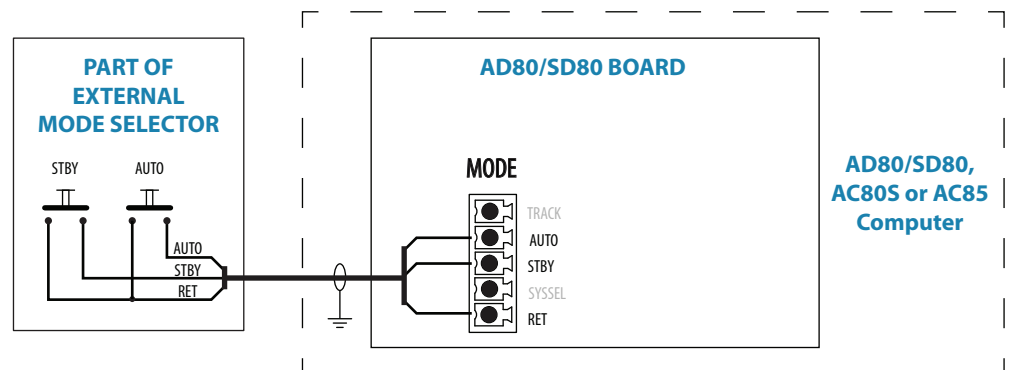 PART OF
EXTERNAL
MODE SELECTOR
STBY
AUTO
AUTO
STBY
RET
AD80/SD80 BOARD
MODE
TRACK
AUTO
STBY
SYSSEL
RET
AD80/SD80,
AC80S or AC85
Computer